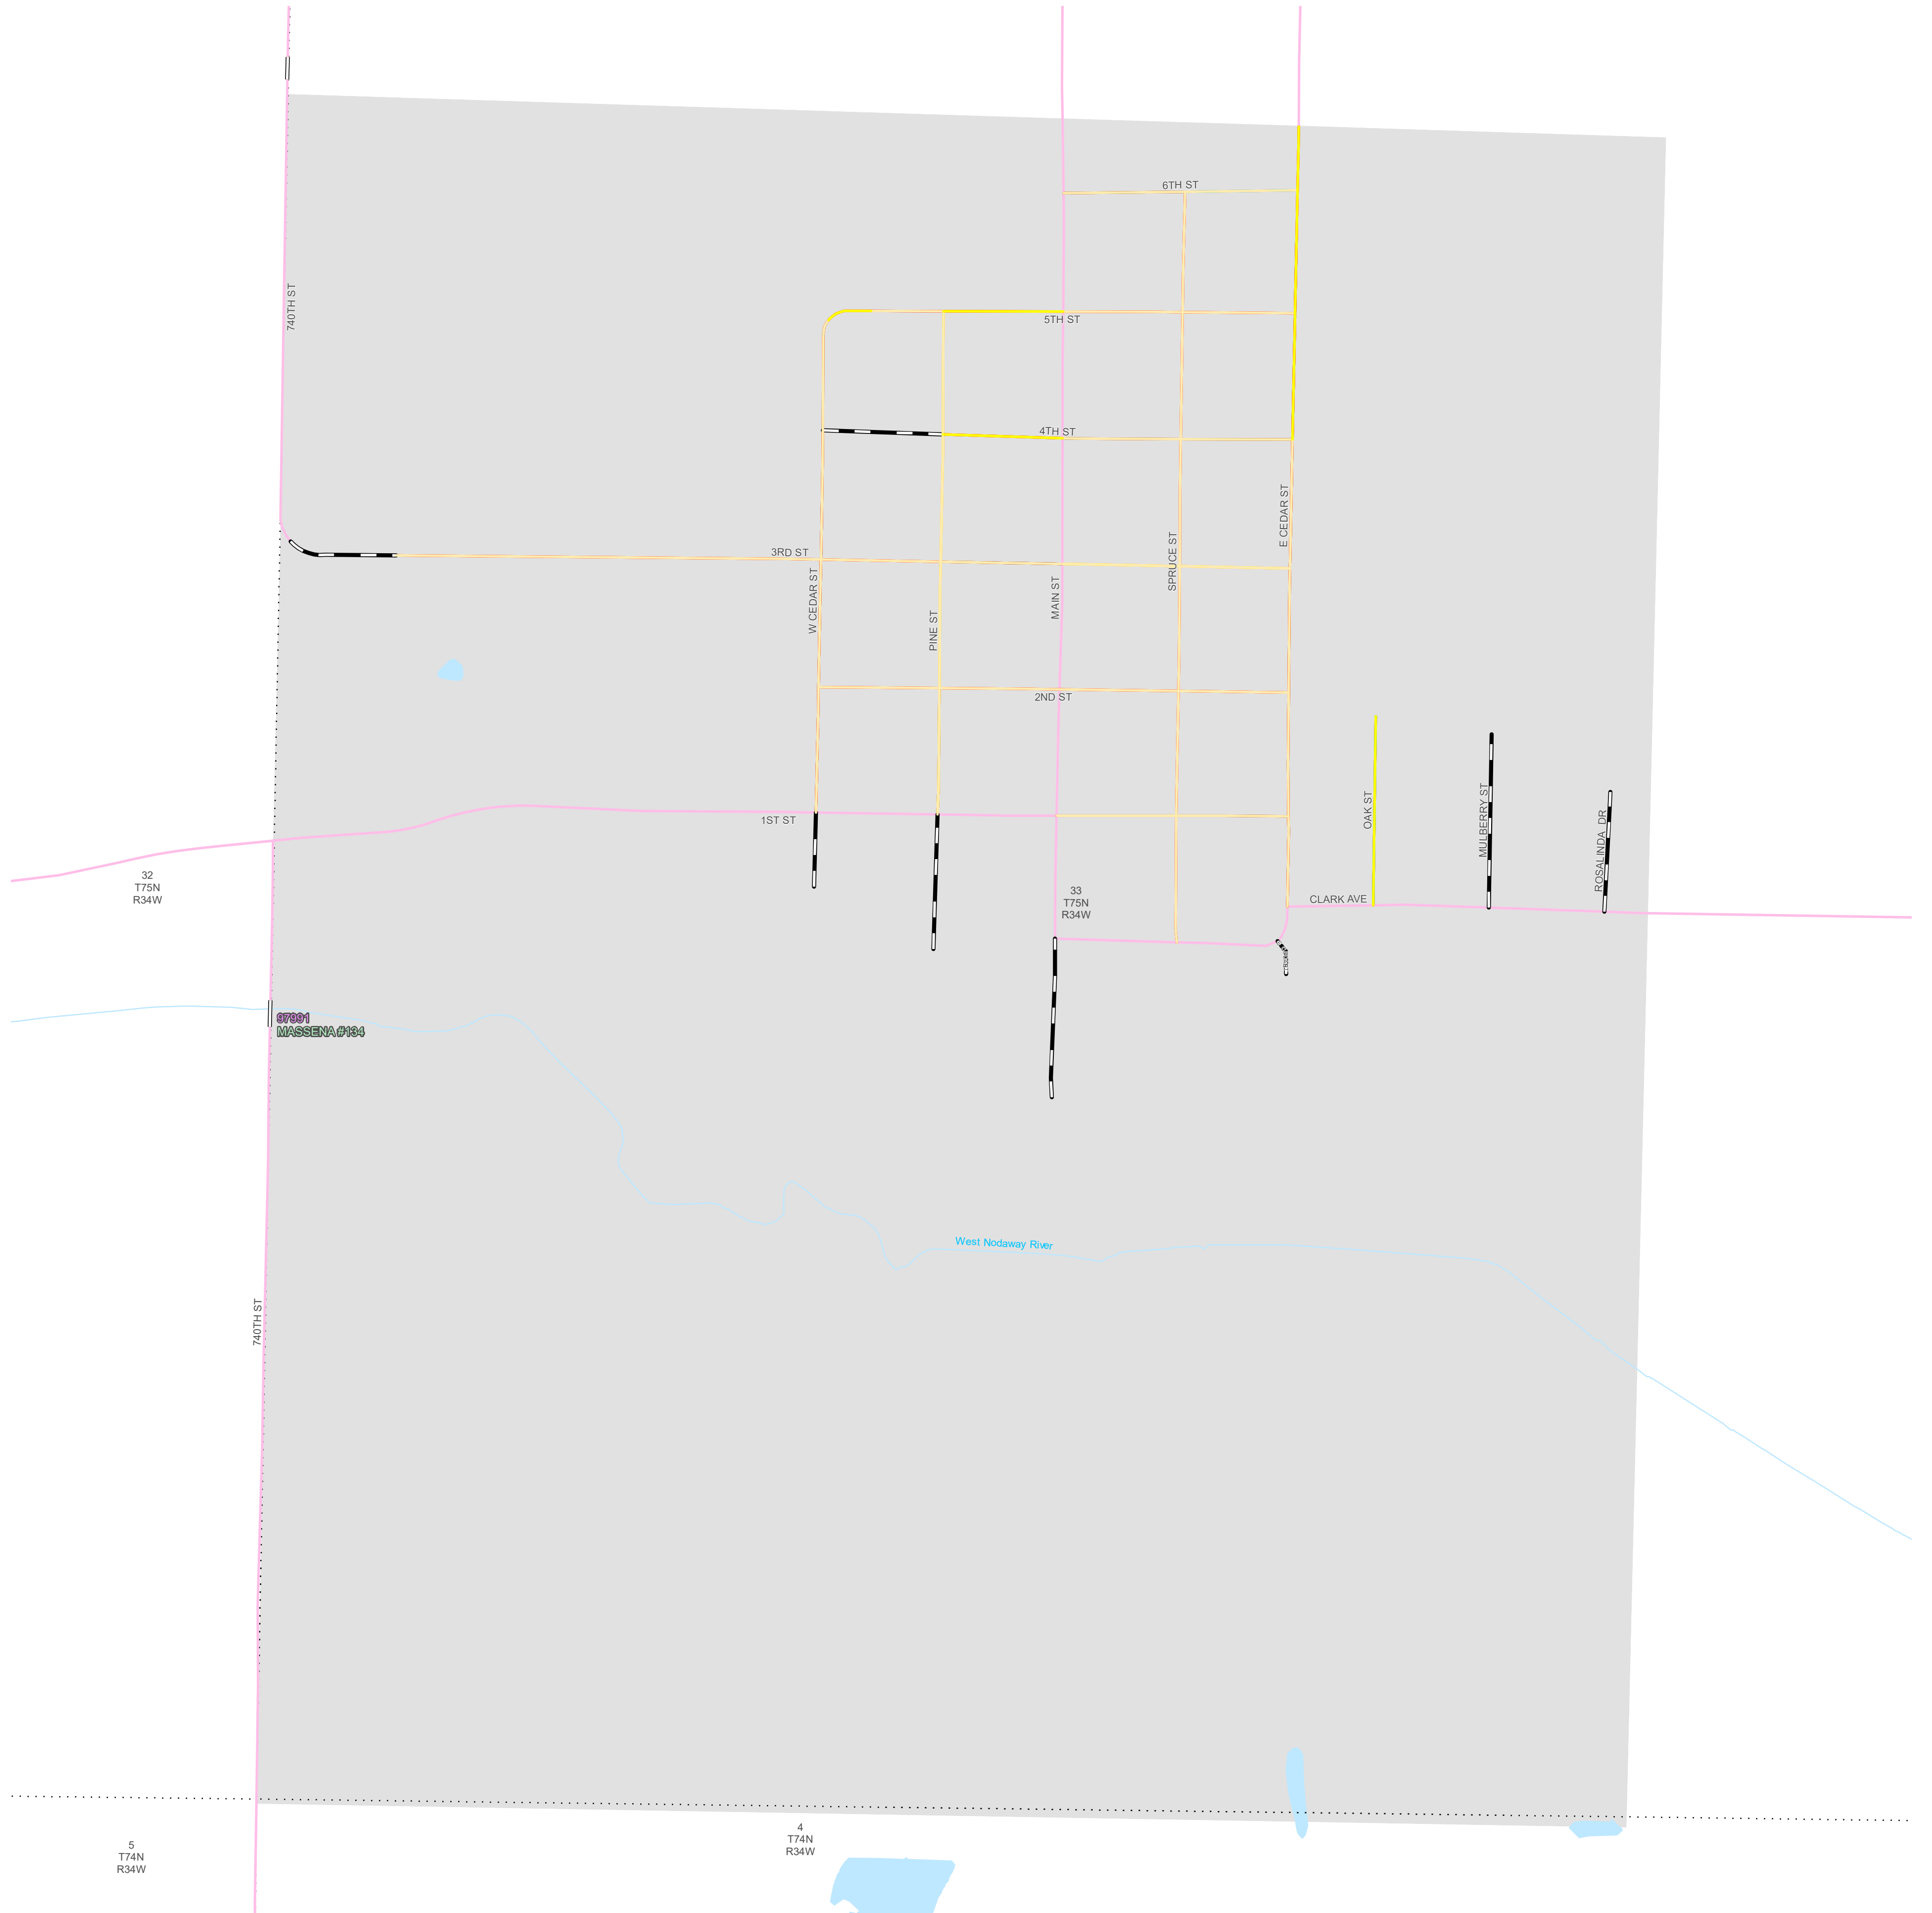 6TH ST
740TH ST
5TH ST
4TH ST
E CEDAR ST
3RD ST
SPRUCE ST
W CEDAR ST
MAIN ST
PINE ST
2ND ST
OAK ST
MULBERRY ST
ROSALINDA DR
1ST ST
32
T75N
R34W
33
T75N
R34W
CLARK AVE
97991
MASSENA #134
West Nodaway River
740TH ST
4
T74N
R34W
5
T74N
R34W